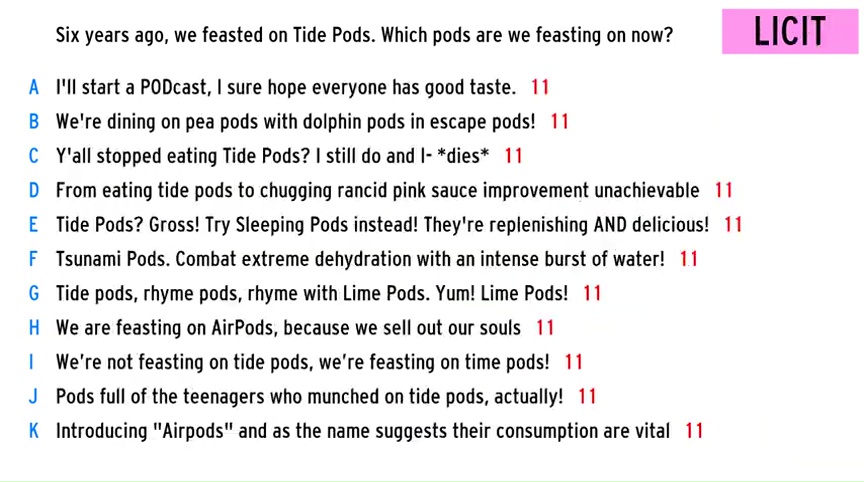 Six years ago, we feasted on Tide Pods. Which pods are we feasting on now?
LICIT
A I'll start a PODcast, I sure hope everyone has good taste. 11
B We're dining on pea pods with dolphin pods in escape pods! 11
C Y'all stopped eating Tide Pods? I still do and I- *dies* 11
D From eating tide pods to chugging rancid pink sauce improvement unachievable 11
E Tide Pods? Gross! Try Sleeping Pods instead! They're replenishing AND delicious! 11
F Tsunami Pods. Combat extreme dehydration with an intense burst of water! 11
G Tide pods, rhyme pods, rhyme with Lime Pods. Yum! Lime Pods! 11
H We are feasting on AirPods, because we sell out our souls 11
I We’re not feasting on tide pods, we’re feasting on time pods! 11
J Pods full of the teenagers who munched on tide pods, actually! 11
K Introducing "Airpods" and as the name suggests their consumption are vital 11